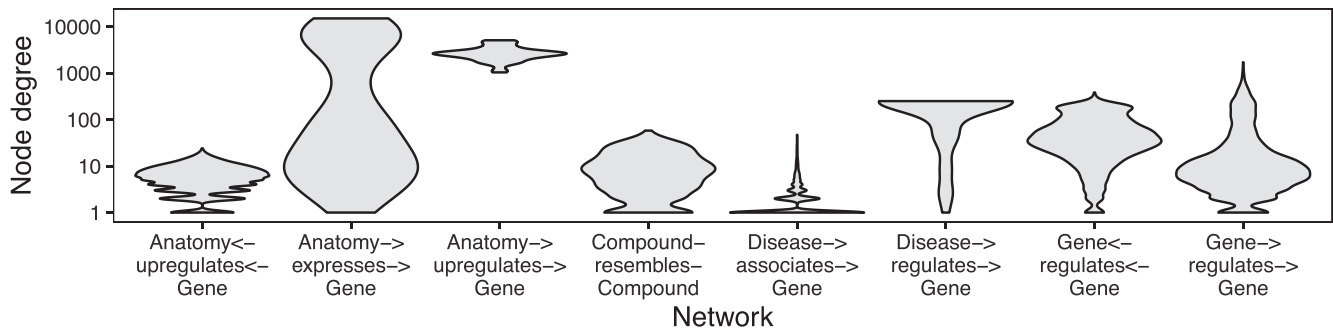 Node degree
10000
1000
100
10
1
Anatomy<–
upregulates<–
Gene
Anatomy–>
expresses–>
Gene
Anatomy–>
upregulates–>
Gene
Compound–
resembles–
Compound
Disease–>
associates–>
Gene
Disease–>
regulates–>
Gene
Gene<–
regulates<–
Gene
Gene–>
regulates–>
Gene
Network